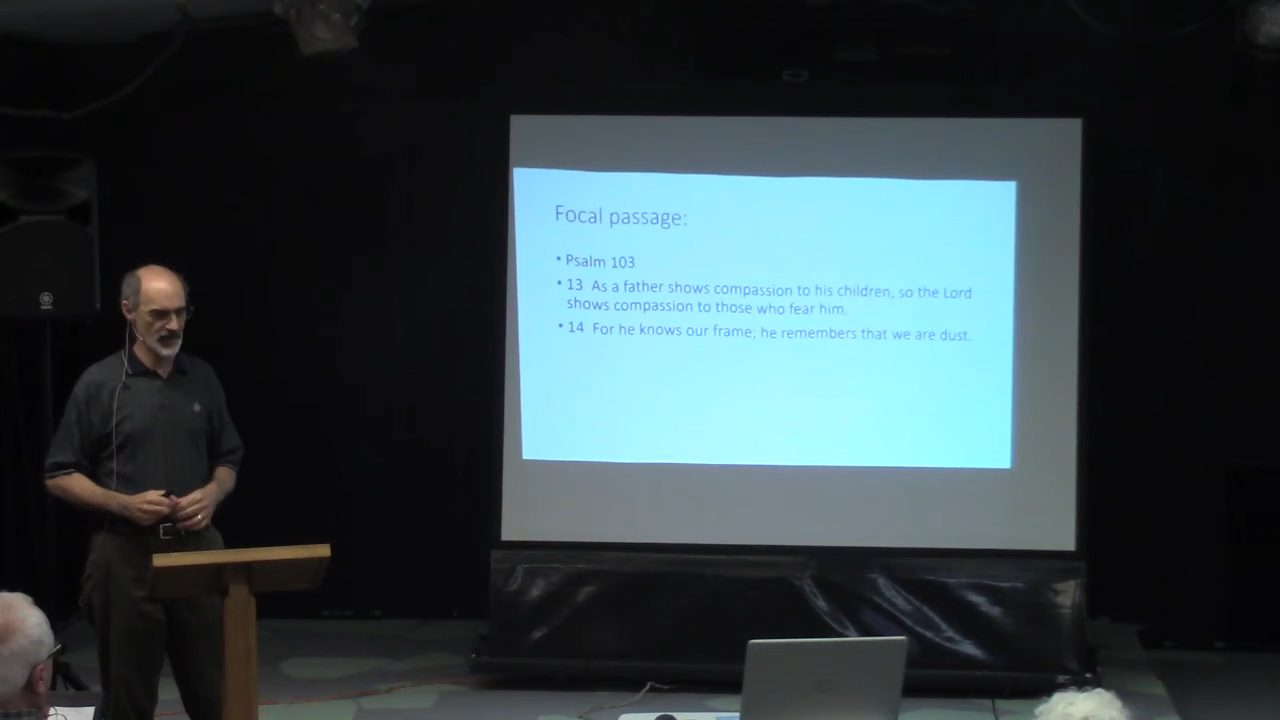 Focal passage:
• Psalm 103
• 13 As a father shows compassion to his children, so the Lord
shows compassion to those who fear him.
• 14 For he knows our frame; he remembers that we are dust.